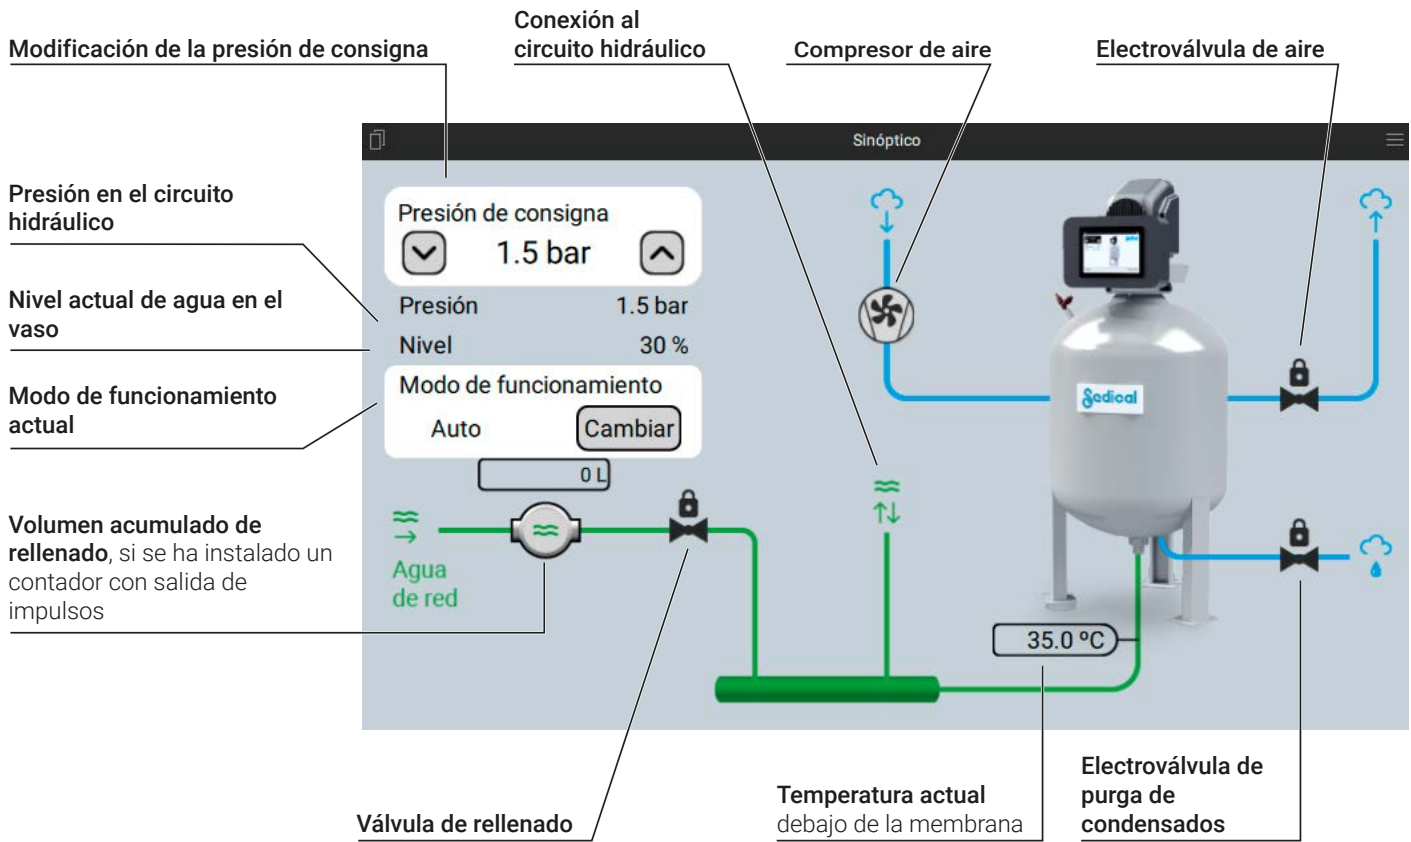 Modificación de la presión de consigna
Conexión al
circuito hidráulico
Compresor de aire
Electroválvula de aire
Sinóptico
Presión en el circuito
hidráulico
Nivel actual de agua en el
vaso
Modo de funcionamiento
actual
Volumen acumulado de
rellenado, si se ha instalado un
contador con salida de
impulsos
Presión de consigna
1.5 bar
Presión 1.5 bar
Nivel 30 %
Modo de funcionamiento
Auto Cambiar
0 L
Agua
de red
Sedical
35.0 ºC
Válvula de rellenado
Temperatura actual
debajo de la membrana
Electroválvula de
purga de
condensados